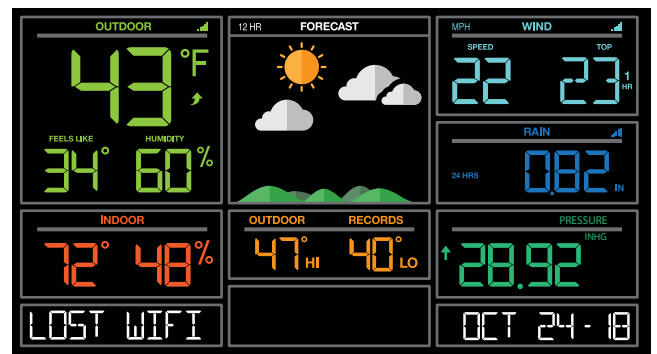 OUTDOOR
43°F
FEELS LIKE HUMIDITY
34° 60%
12 HR FORECAST
MPH WIND
SPEED TOP
22 23 1 HR
RAIN
24 HRS 0.82 IN
INDOOR
72° 48%
OUTDOOR RECORDS
47° HI 40° LO
PRESSURE
INHG
28.92
LOST WIFI
OCT 24-18